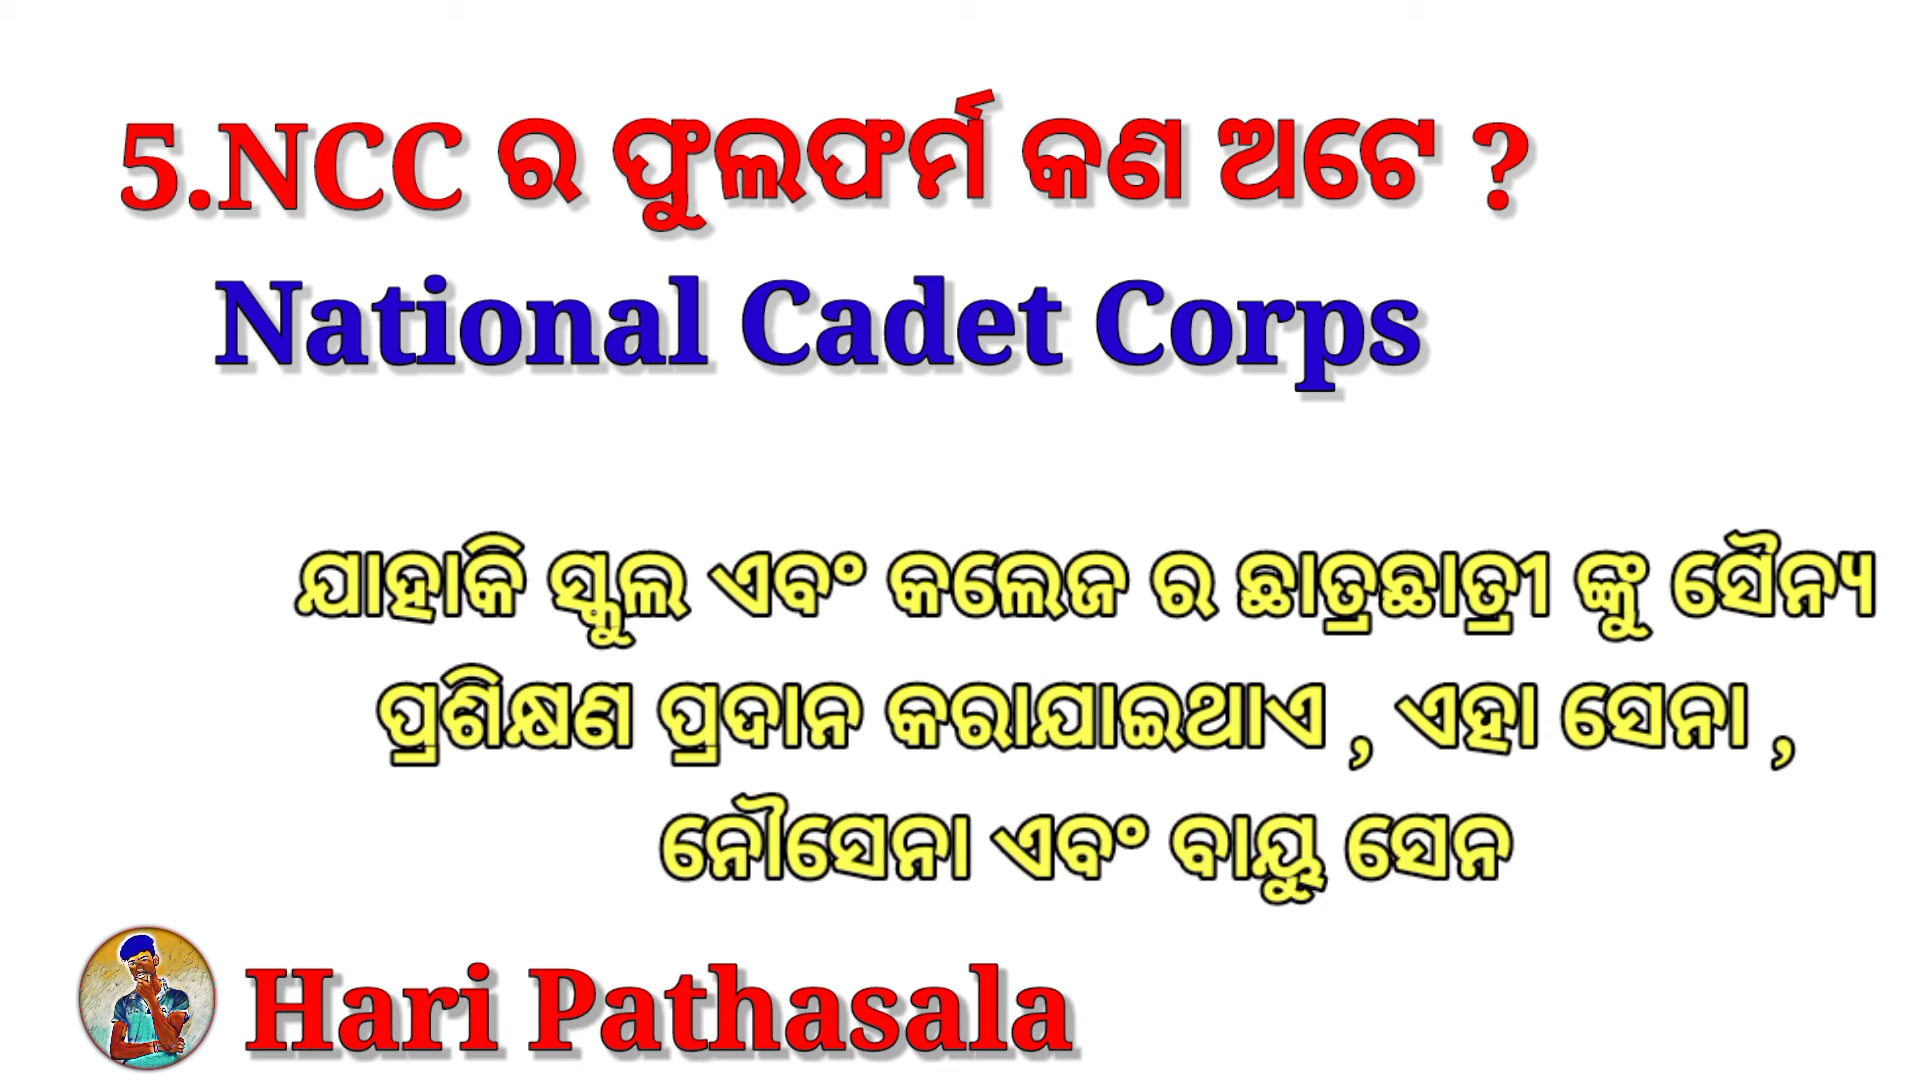 5.NCC ର ଫୁଲଫର୍ମ କଣ ଅଟେ ?
National Cadet Corps
ଯାହାକି ସ୍କୁଲ ଏବଂ କଲେଜ ର ଛାତ୍ରଛାତ୍ରୀ ଙ୍କୁ ସୈନ୍ୟ
ପ୍ରଶିକ୍ଷଣ ପ୍ରଦାନ କରାଯାଇଥାଏ , ଏହା ସେନା ,
ନୌସେନା ଏବଂ ବାୟୁ ସେନ
Hari Pathasala